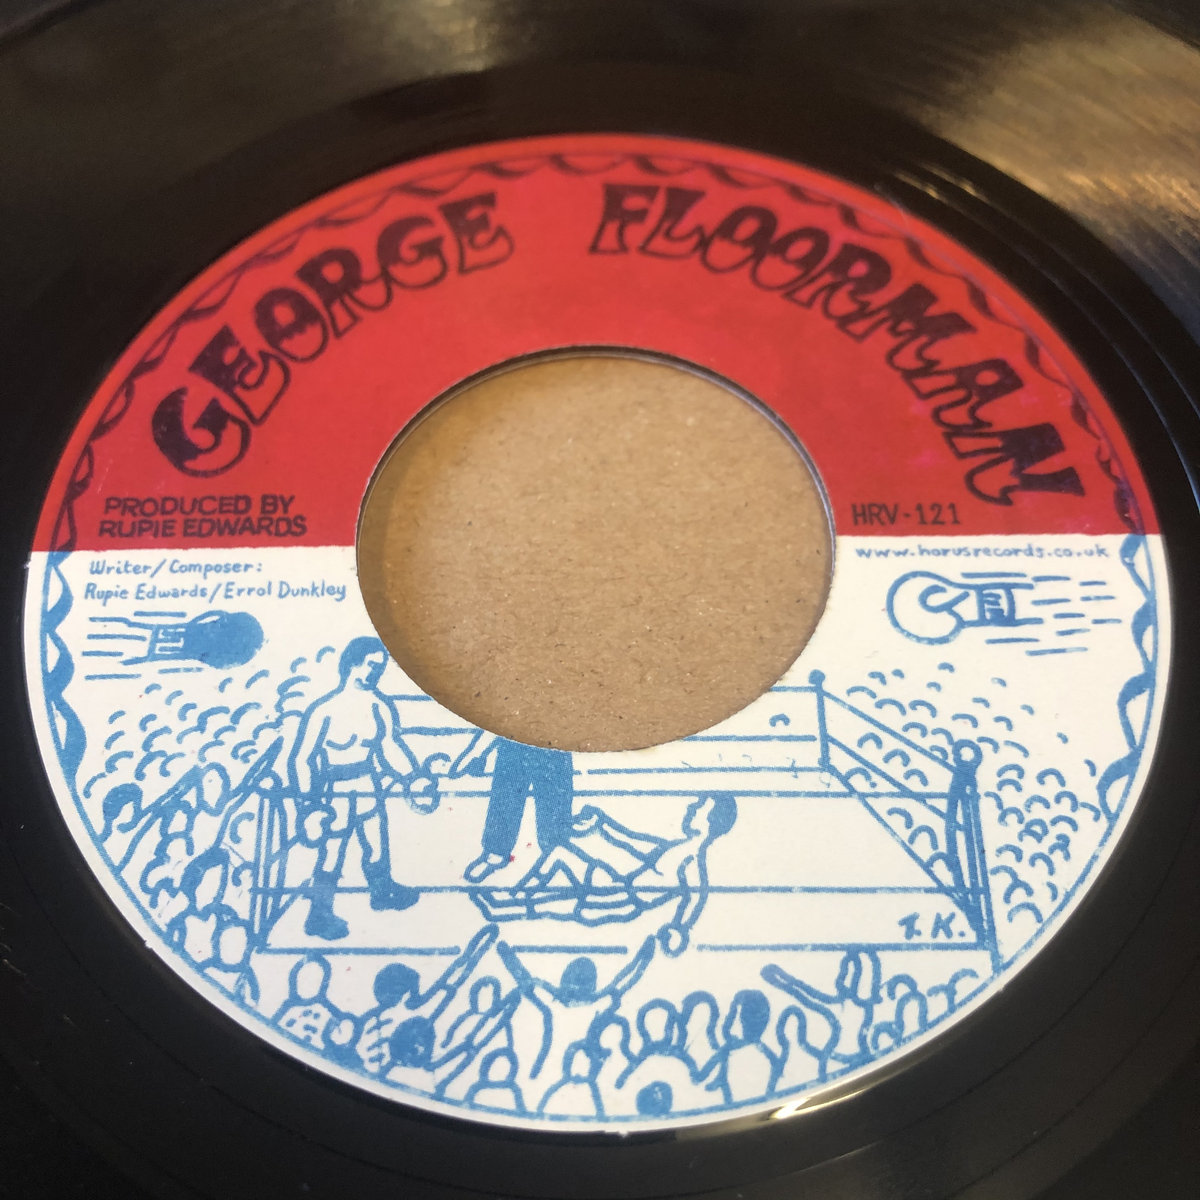 GEORGE FLOORMAN
PRODUCED BY
RUPIE EDWARDS
HRV-121
Writer/Composer:
Rupie Edwards/Errol Dunkley
www.horusrecords.co.uk
T. K.